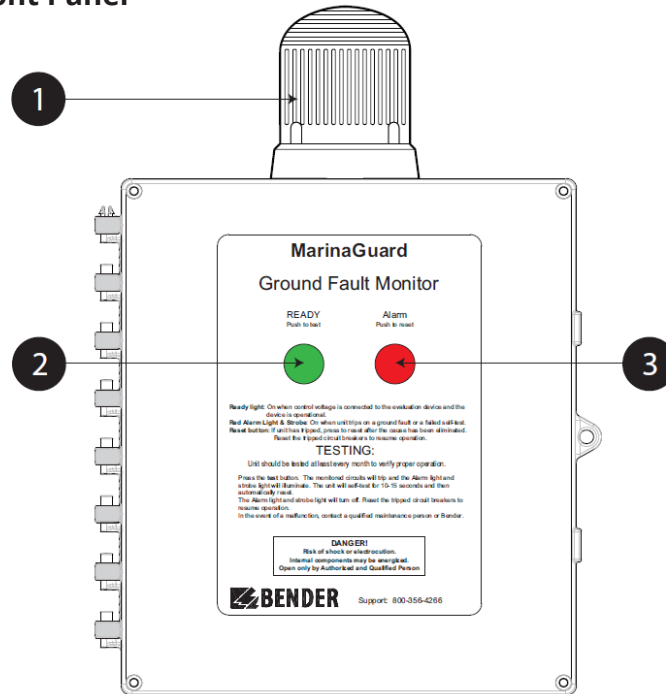 ont Panel
1
MarinaGuard
Ground Fault Monitor
READY Alarm
Push to test Push to reset
2
3
Ready light: On when control voltage is connected to the evaluation device and the
device is operational.
Red Alarm Light & Strobe: On when unit trips on a ground fault or a failed self-test.
Reset button: If unit has tripped, press to reset after the cause has been eliminated.
Reset the tripped circuit breakers to resume operation.
TESTING:
Unit should be tested at least every month to verify proper operation.
Press the test button. The monitored circuits will trip and the Alarm light and
strobe light will illuminate. The unit will self-test for 10-15 seconds and then
automatically reset.
The Alarm light and strobe light will turn off. Reset the tripped circuit breakers to
resume operation.
In the event of a malfunction, contact a qualified maintenance person or Bender.
DANGER!
Risk of shock or electrocution.
Internal components may be energized.
Open only by Authorized and Qualified Person
BENDER Support: 800-356-4266